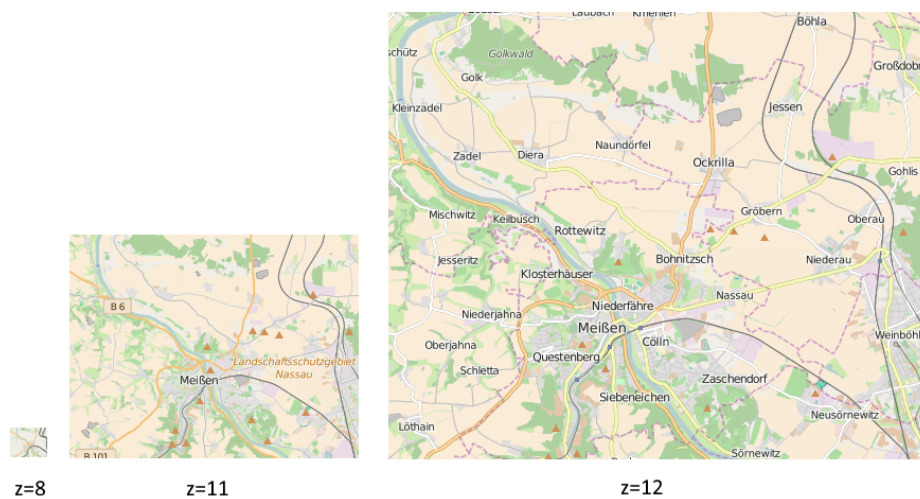 Laubach
Kmehlen
Böhla
schütz
Golkwald
Großdobr
Golk
Kleinzadel
Jessen
Naundörfel
Zadel
Diera
Ockrilla
Gohlis
Mischwitz
Keilbusch
Gröbern
Oberau
Rottewitz
Jesseritz
Bohnitzsch
Niederau
Klosterhäuser
Nassau
Niederfähre
Niederjahna
Meißen
Weinböhl
Oberjahna
Cölln
Questenberg
Schletta
Zaschendorf
Siebeneichen
Neusörnewitz
Löthain
Sörnewitz
B 6
Landschaftsschutzgebiet
Nassau
Meißen
B 101
z=8
z=11
z=12